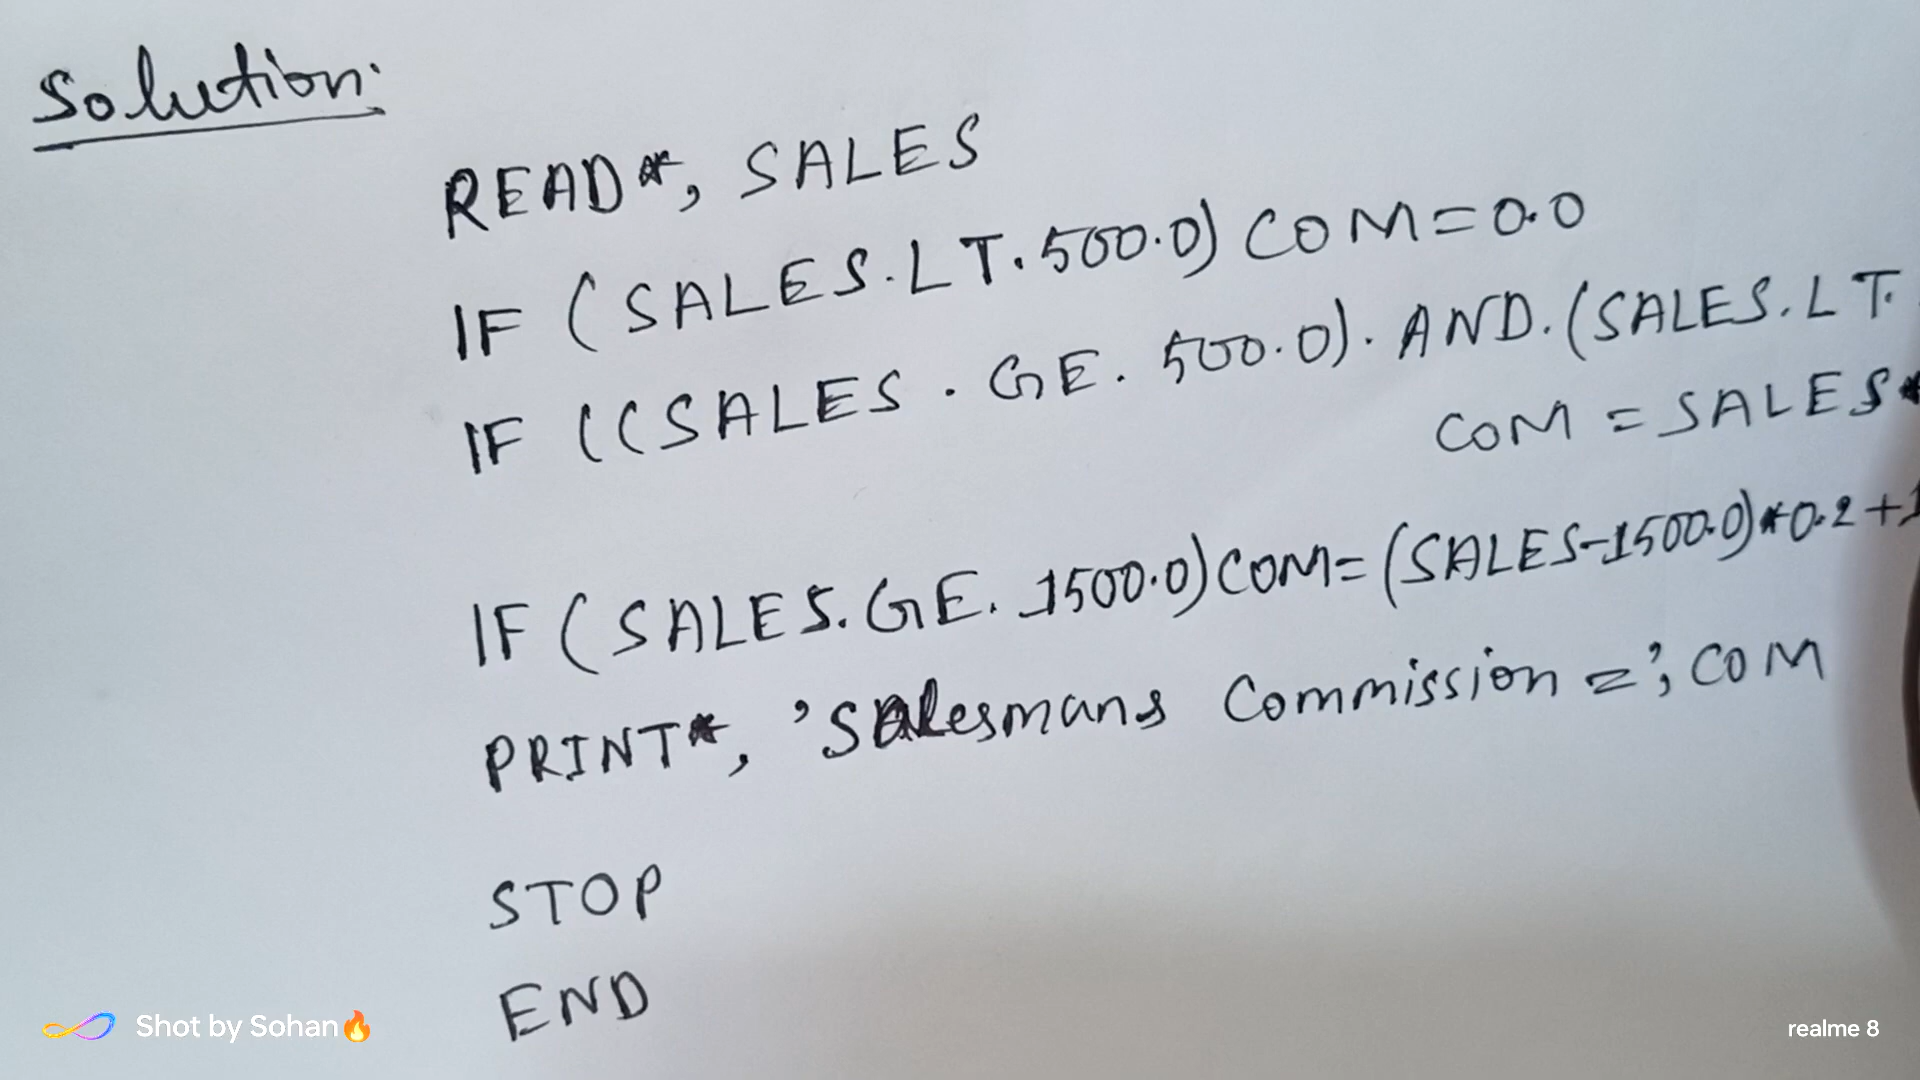 Solution:
READ*, SALES
IF (SALES.LT.500.0) COM=0.0
IF ((SALES.GE.500.0).AND.(SALES.LT.
COM = SALES*
IF (SALES.GE.1500.0)COM=(SALES-1500.0)*0.2+1
PRINT*, 'Salesmans Commission =', COM
STOP
END
Shot by Sohan🔥
realme 8